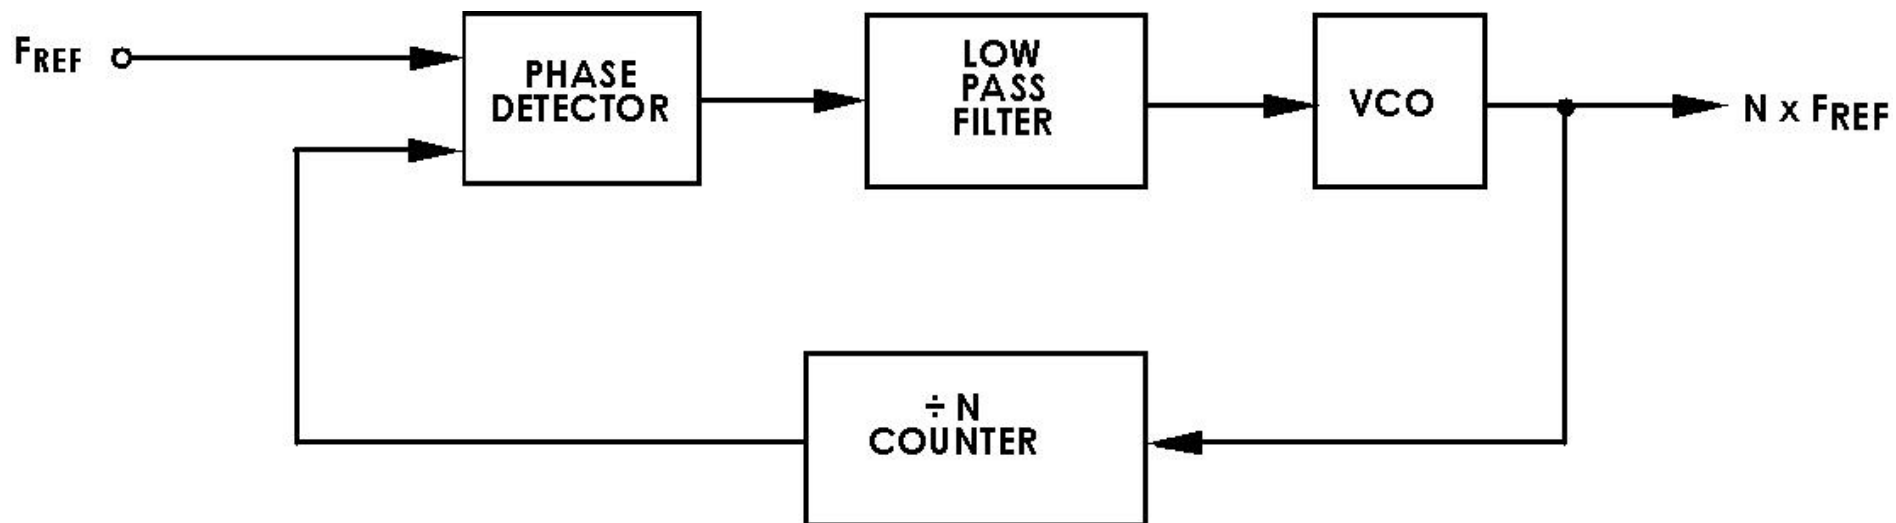 FREF
PHASE
DETECTOR
LOW
PASS
FILTER
VCO
N x FREF
÷ N
COUNTER